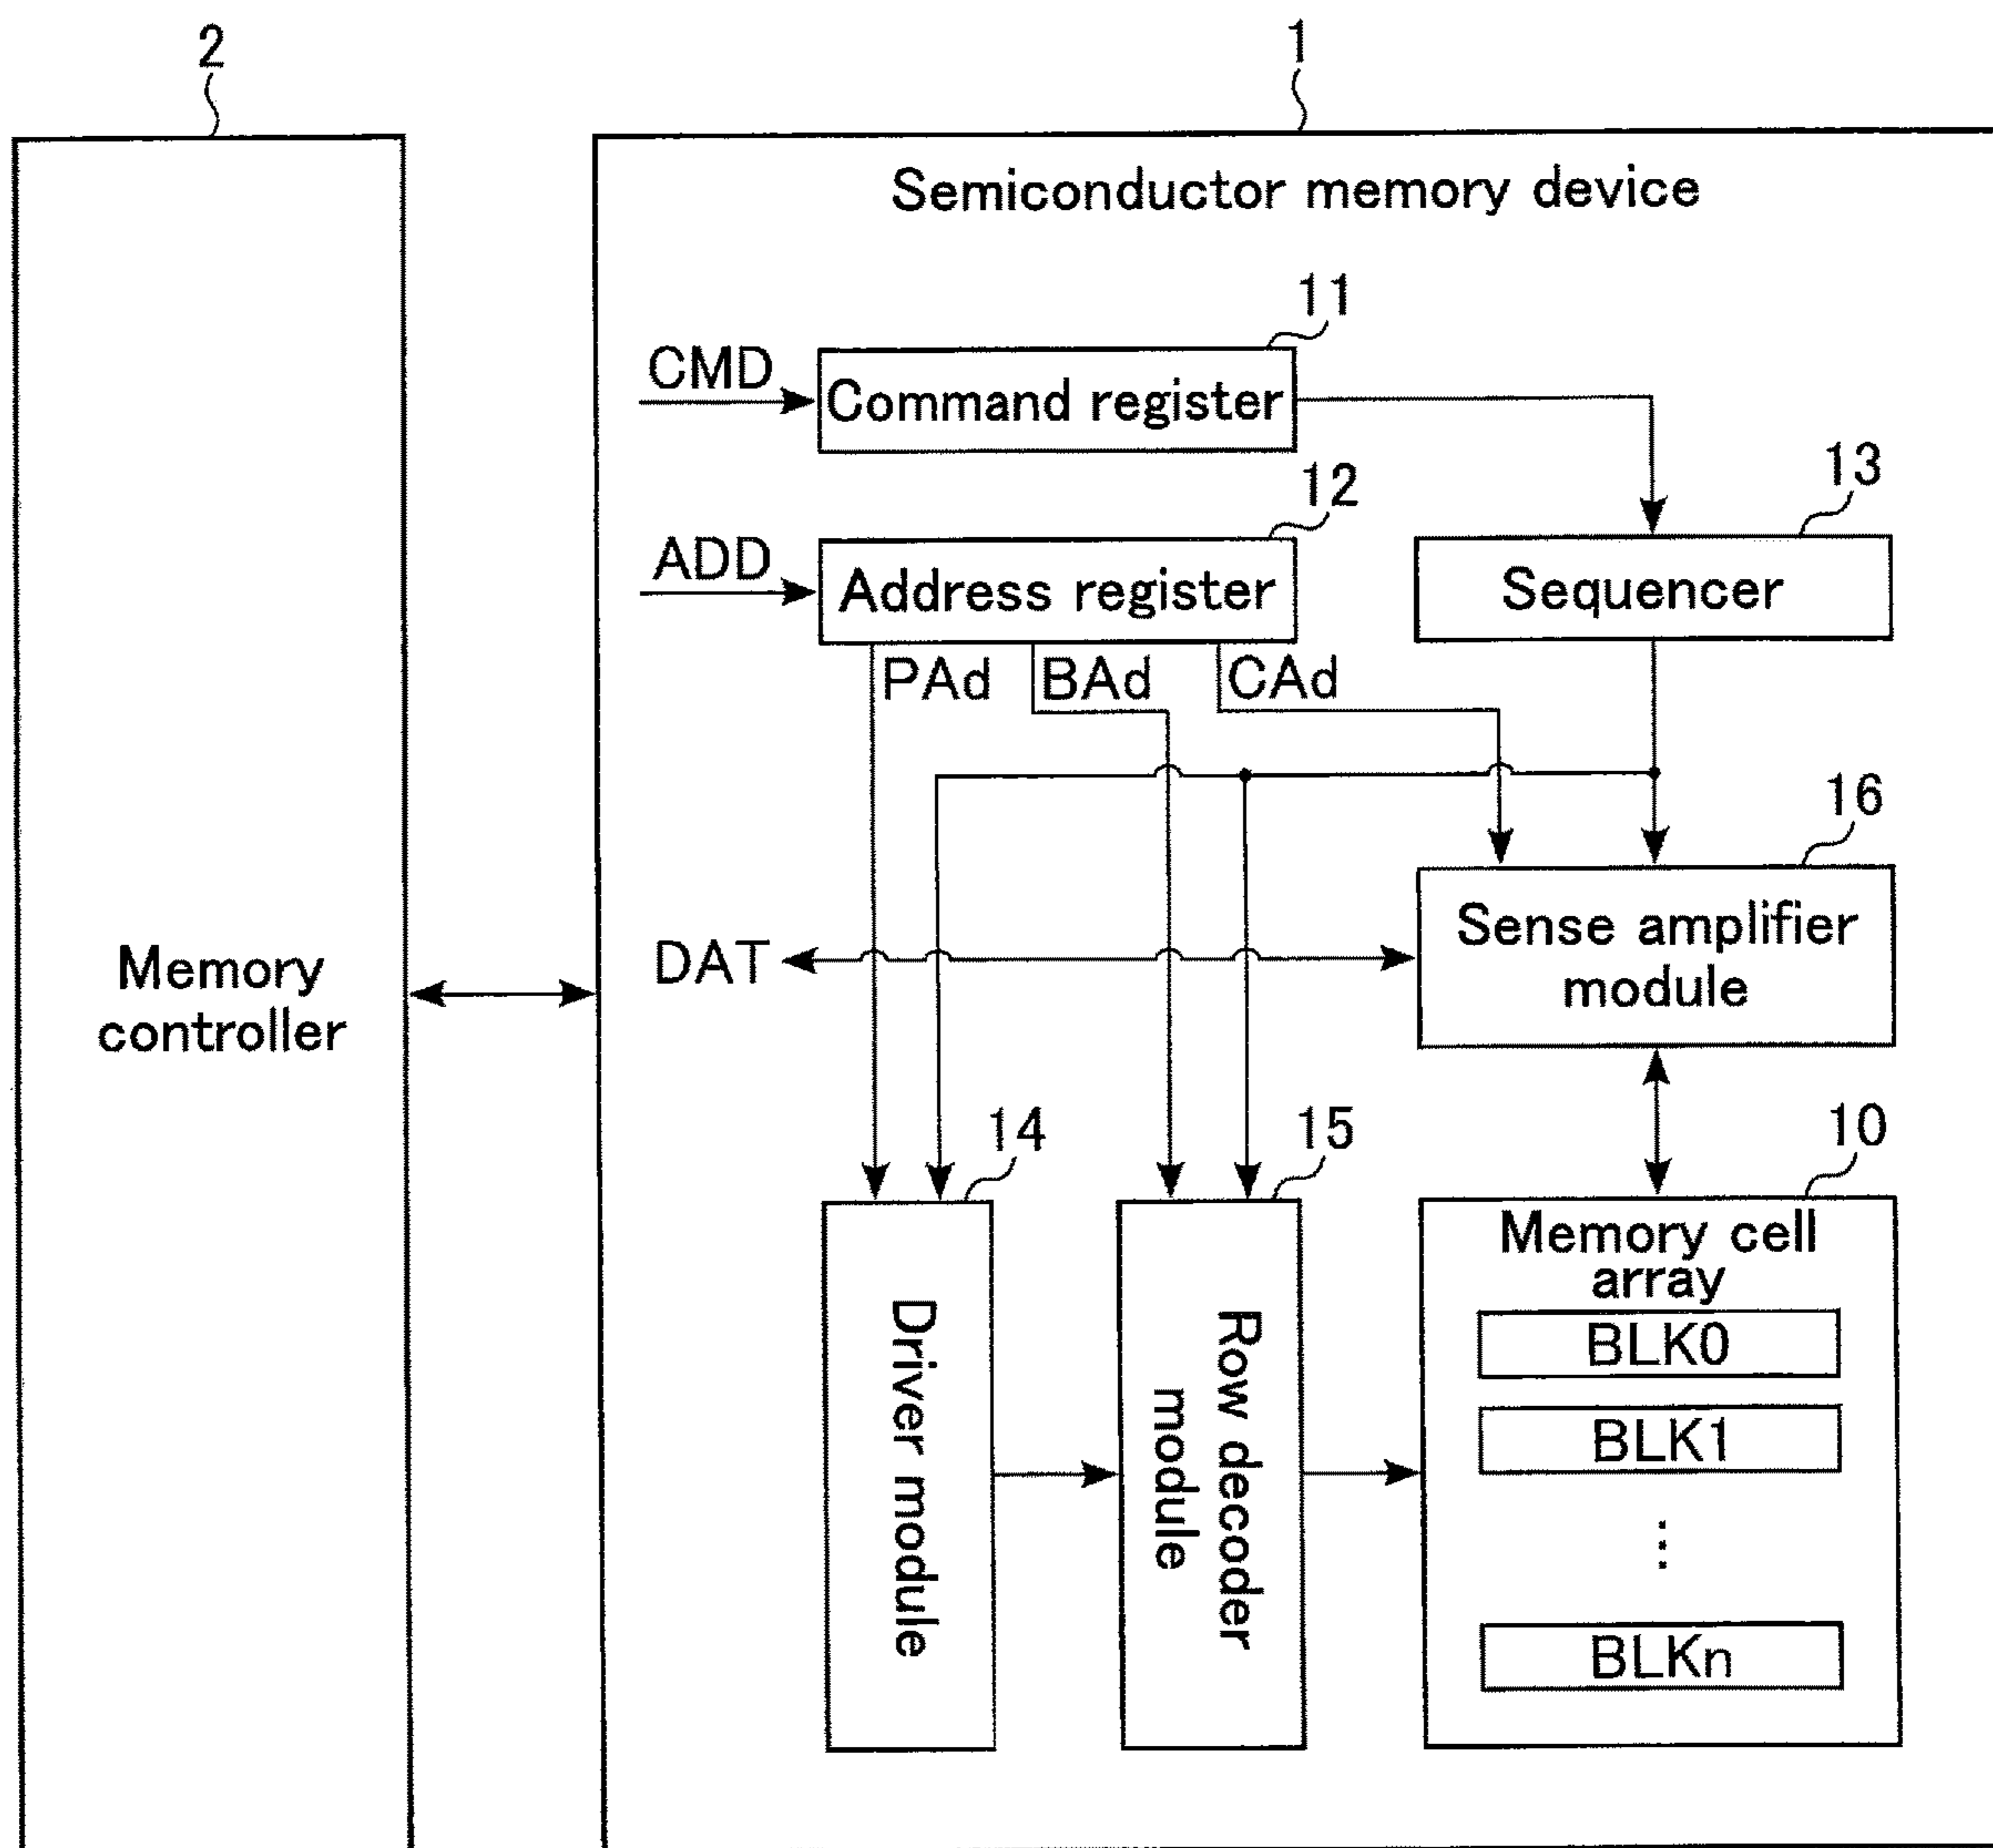 2
1
Semiconductor memory device
11
CMD
Command register
12
13
ADD
Address register
Sequencer
PAd
BAd
CAd
16
DAT
Sense amplifier
module
Memory
controller
14
15
10
Driver module
Row decoder
module
Memory cell
array
BLK0
BLK1
⋮
BLKn